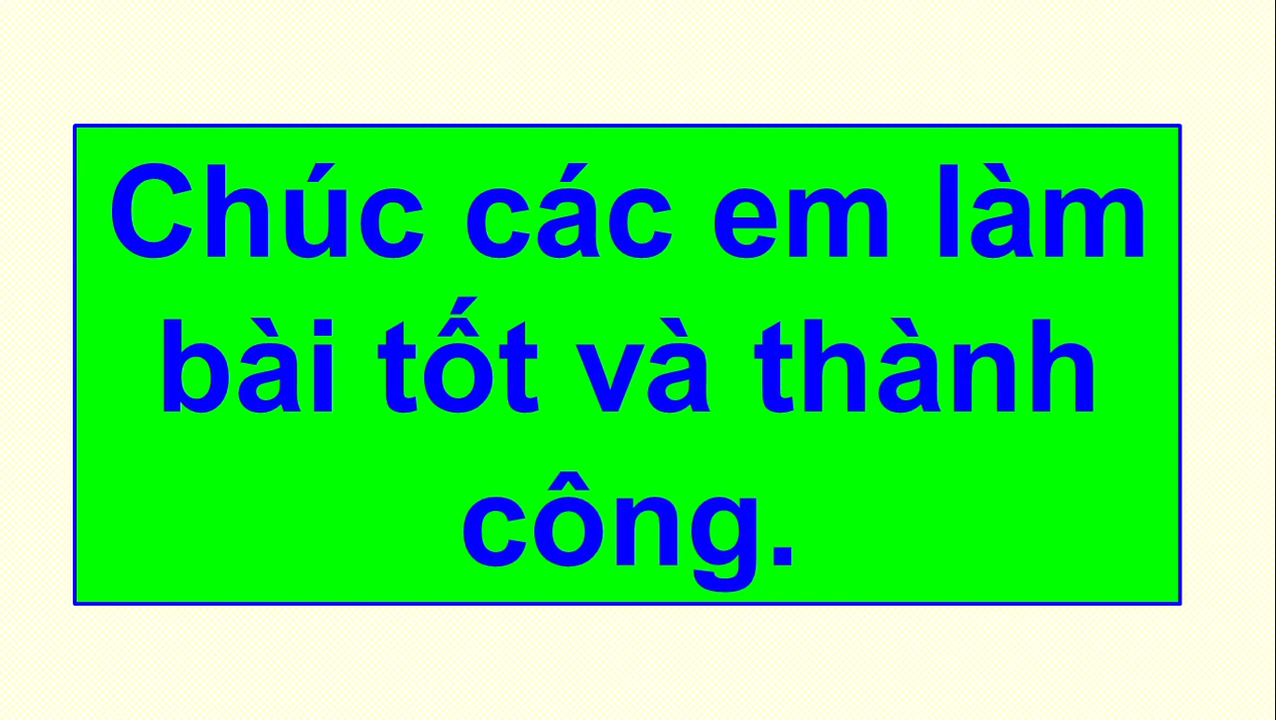 Chúc các em làm
bài tốt và thành
công.